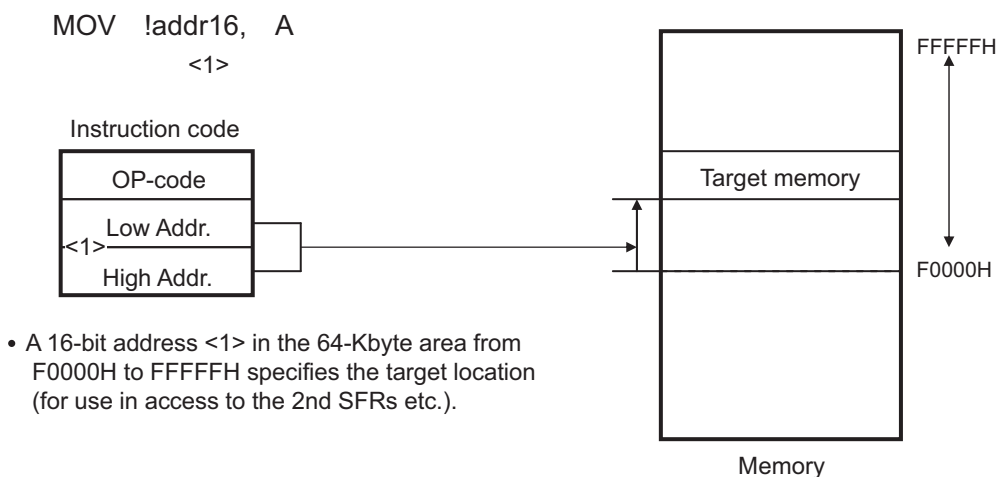 MOV !addr16, A
<1>
Instruction code
OP-code
Low Addr.
<1>
High Addr.
FFFFFH
Target memory
F0000H
Memory
• A 16-bit address <1> in the 64-Kbyte area from
F0000H to FFFFFH specifies the target location
(for use in access to the 2nd SFRs etc.).